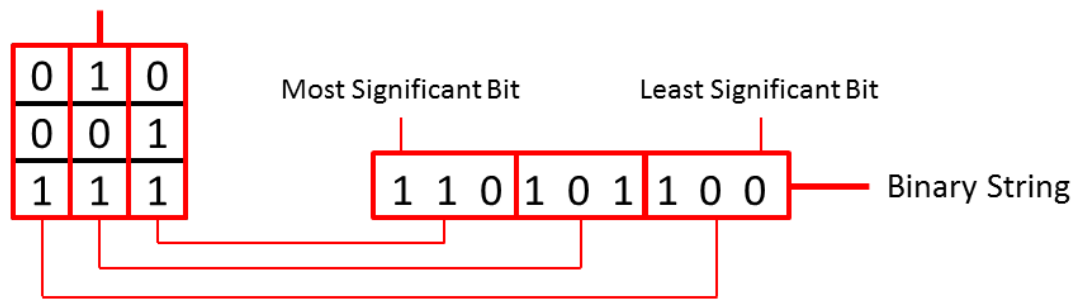 0 1 0
0 0 1
1 1 1
Most Significant Bit
Least Significant Bit
1 1 0 1 0 1 1 0 0
Binary String